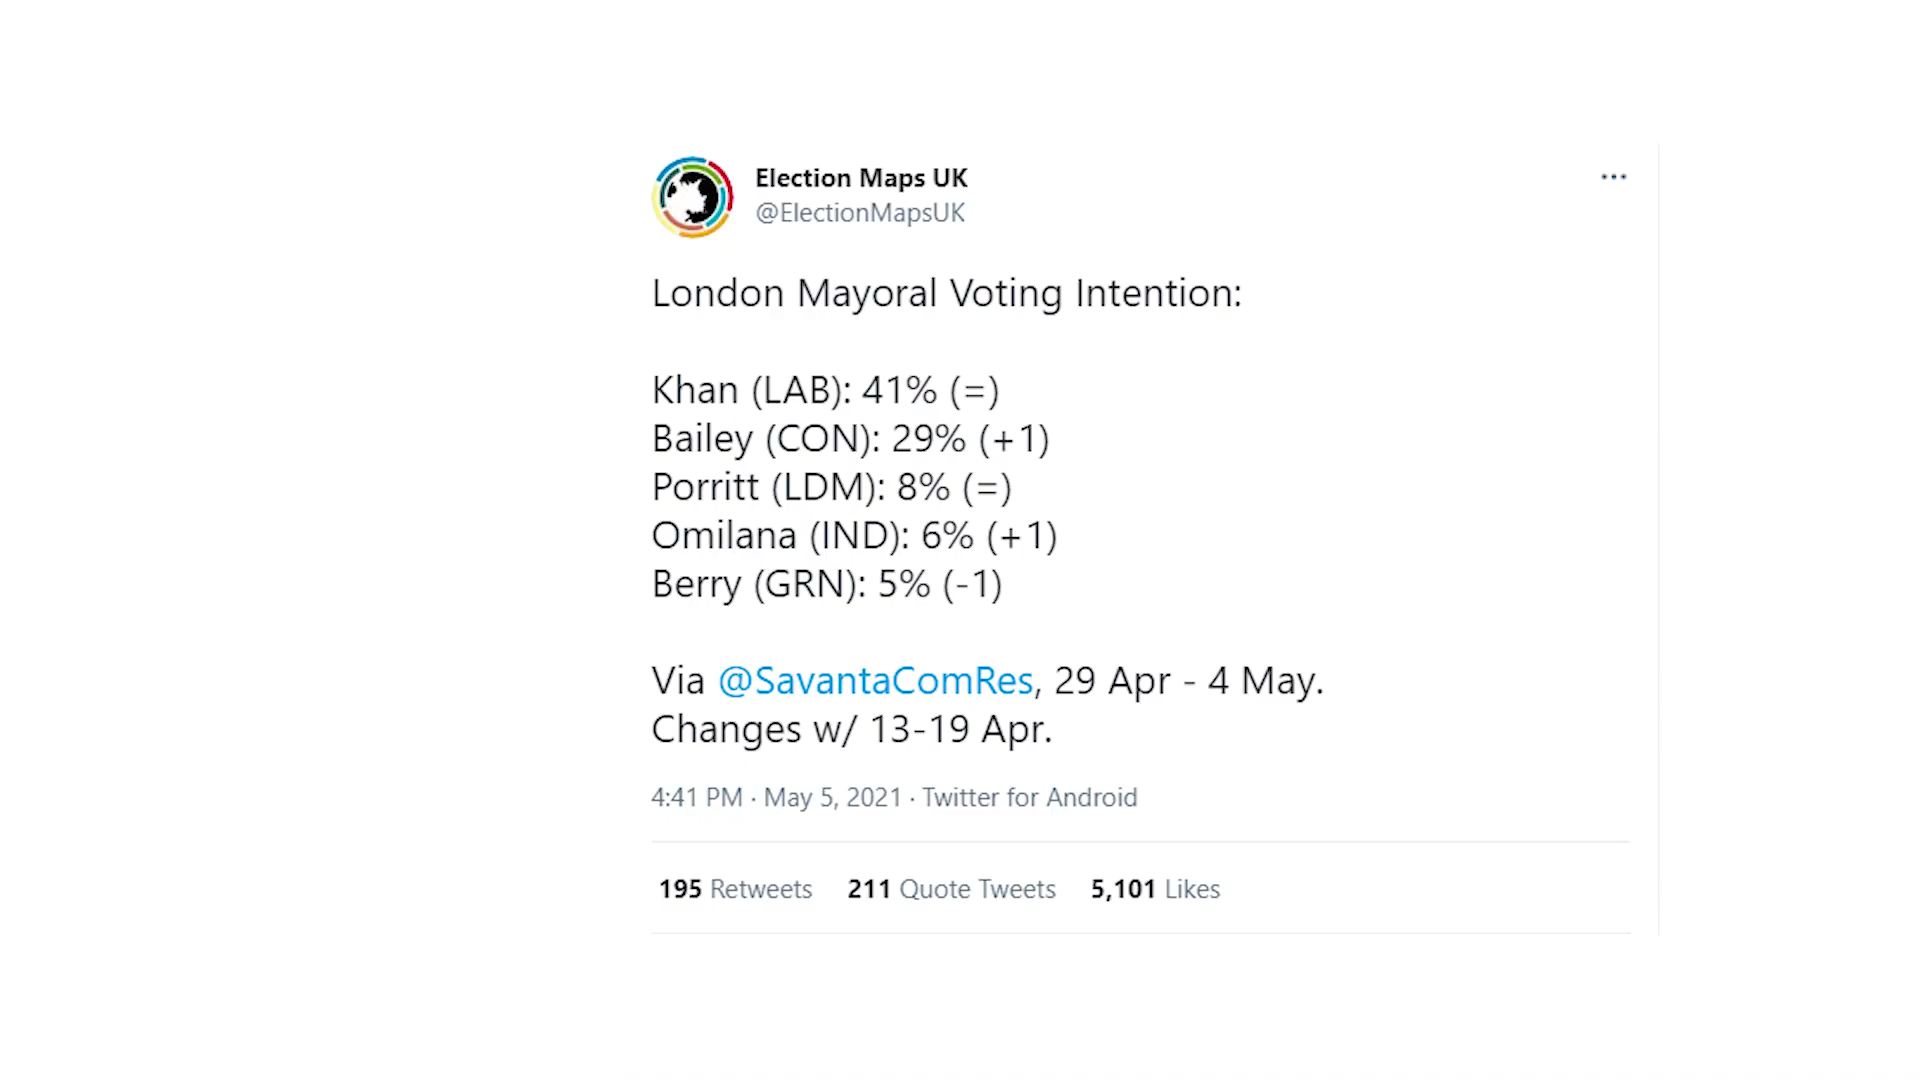 Election Maps UK
@ElectionMapsUK
London Mayoral Voting Intention:
Khan (LAB): 41% (=)
Bailey (CON): 29% (+1)
Porritt (LDM): 8% (=)
Omilana (IND): 6% (+1)
Berry (GRN): 5% (-1)
Via @SavantaComRes, 29 Apr - 4 May.
Changes w/ 13-19 Apr.
4:41 PM · May 5, 2021 · Twitter for Android
195 Retweets 211 Quote Tweets 5,101 Likes